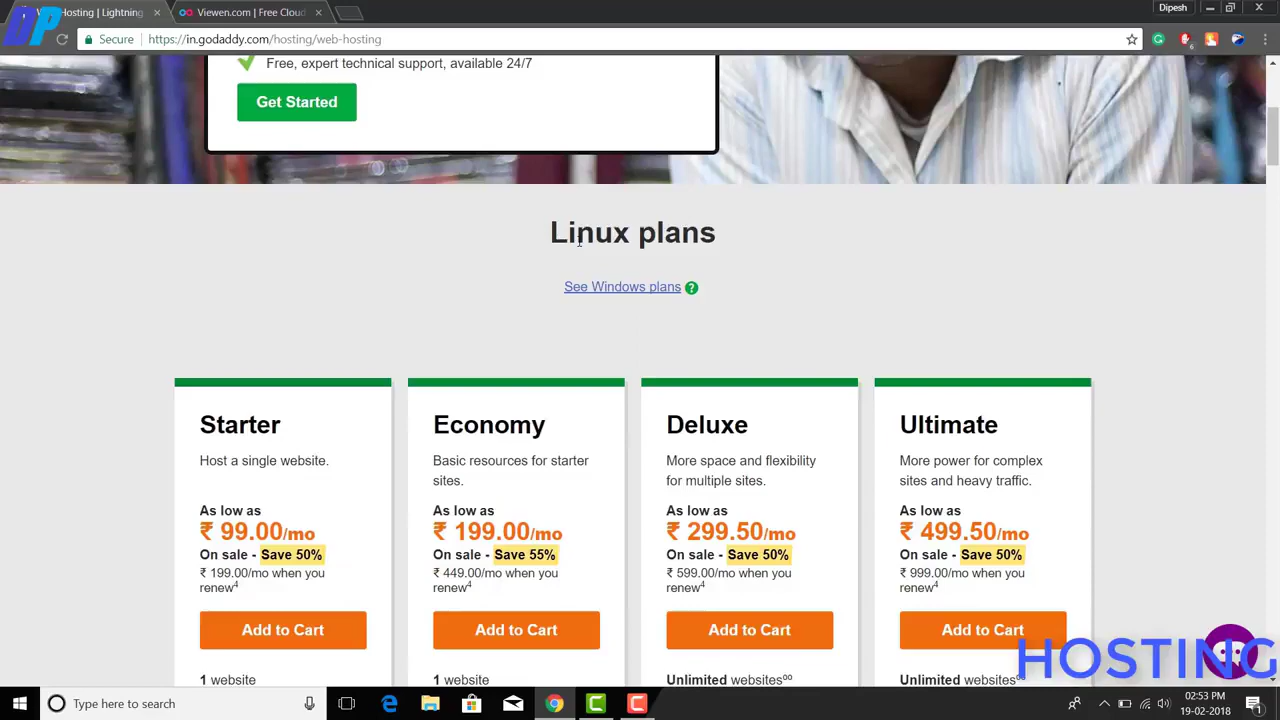 Hosting | Lightning
Viewen.com | Free Cloud
Dipesh
DP
Secure
https://in.godaddy.com/hosting/web-hosting
6
Free, expert technical support, available 24/7
Get Started
Linux plans
See Windows plans ?
Starter
Host a single website.
As low as
₹ 99.00/mo
On sale - Save 50%
₹ 199.00/mo when you
renew4
Add to Cart
1 website
Economy
Basic resources for starter
sites.
As low as
₹ 199.00/mo
On sale - Save 55%
₹ 449.00/mo when you
renew4
Add to Cart
1 website
Deluxe
More space and flexibility
for multiple sites.
As low as
₹ 299.50/mo
On sale - Save 50%
₹ 599.00/mo when you
renew4
Add to Cart
Unlimited websites∞
Ultimate
More power for complex
sites and heavy traffic.
As low as
₹ 499.50/mo
On sale - Save 50%
₹ 999.00/mo when you
renew4
Add to Cart
Unlimited websites∞
HOSTING
Type here to search
02:53 PM
19-02-2018
1